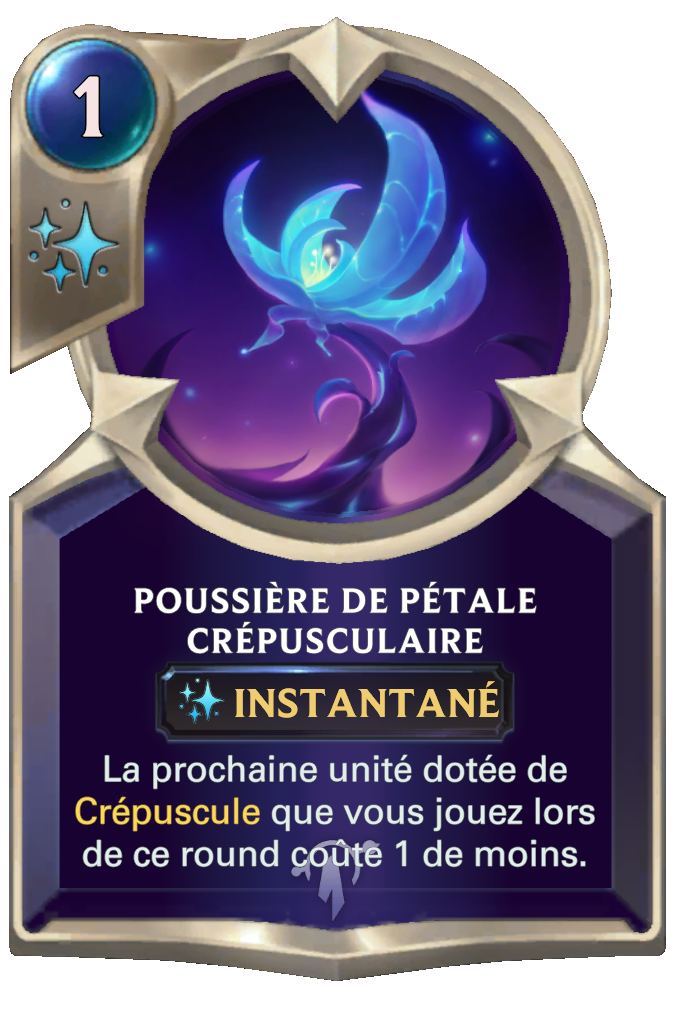 1
POUSSIÈRE DE PÉTALE
CRÉPUSCULAIRE
INSTANTANÉ
La prochaine unité dotée de
Crépuscule que vous jouez lors
de ce round coûte 1 de moins.